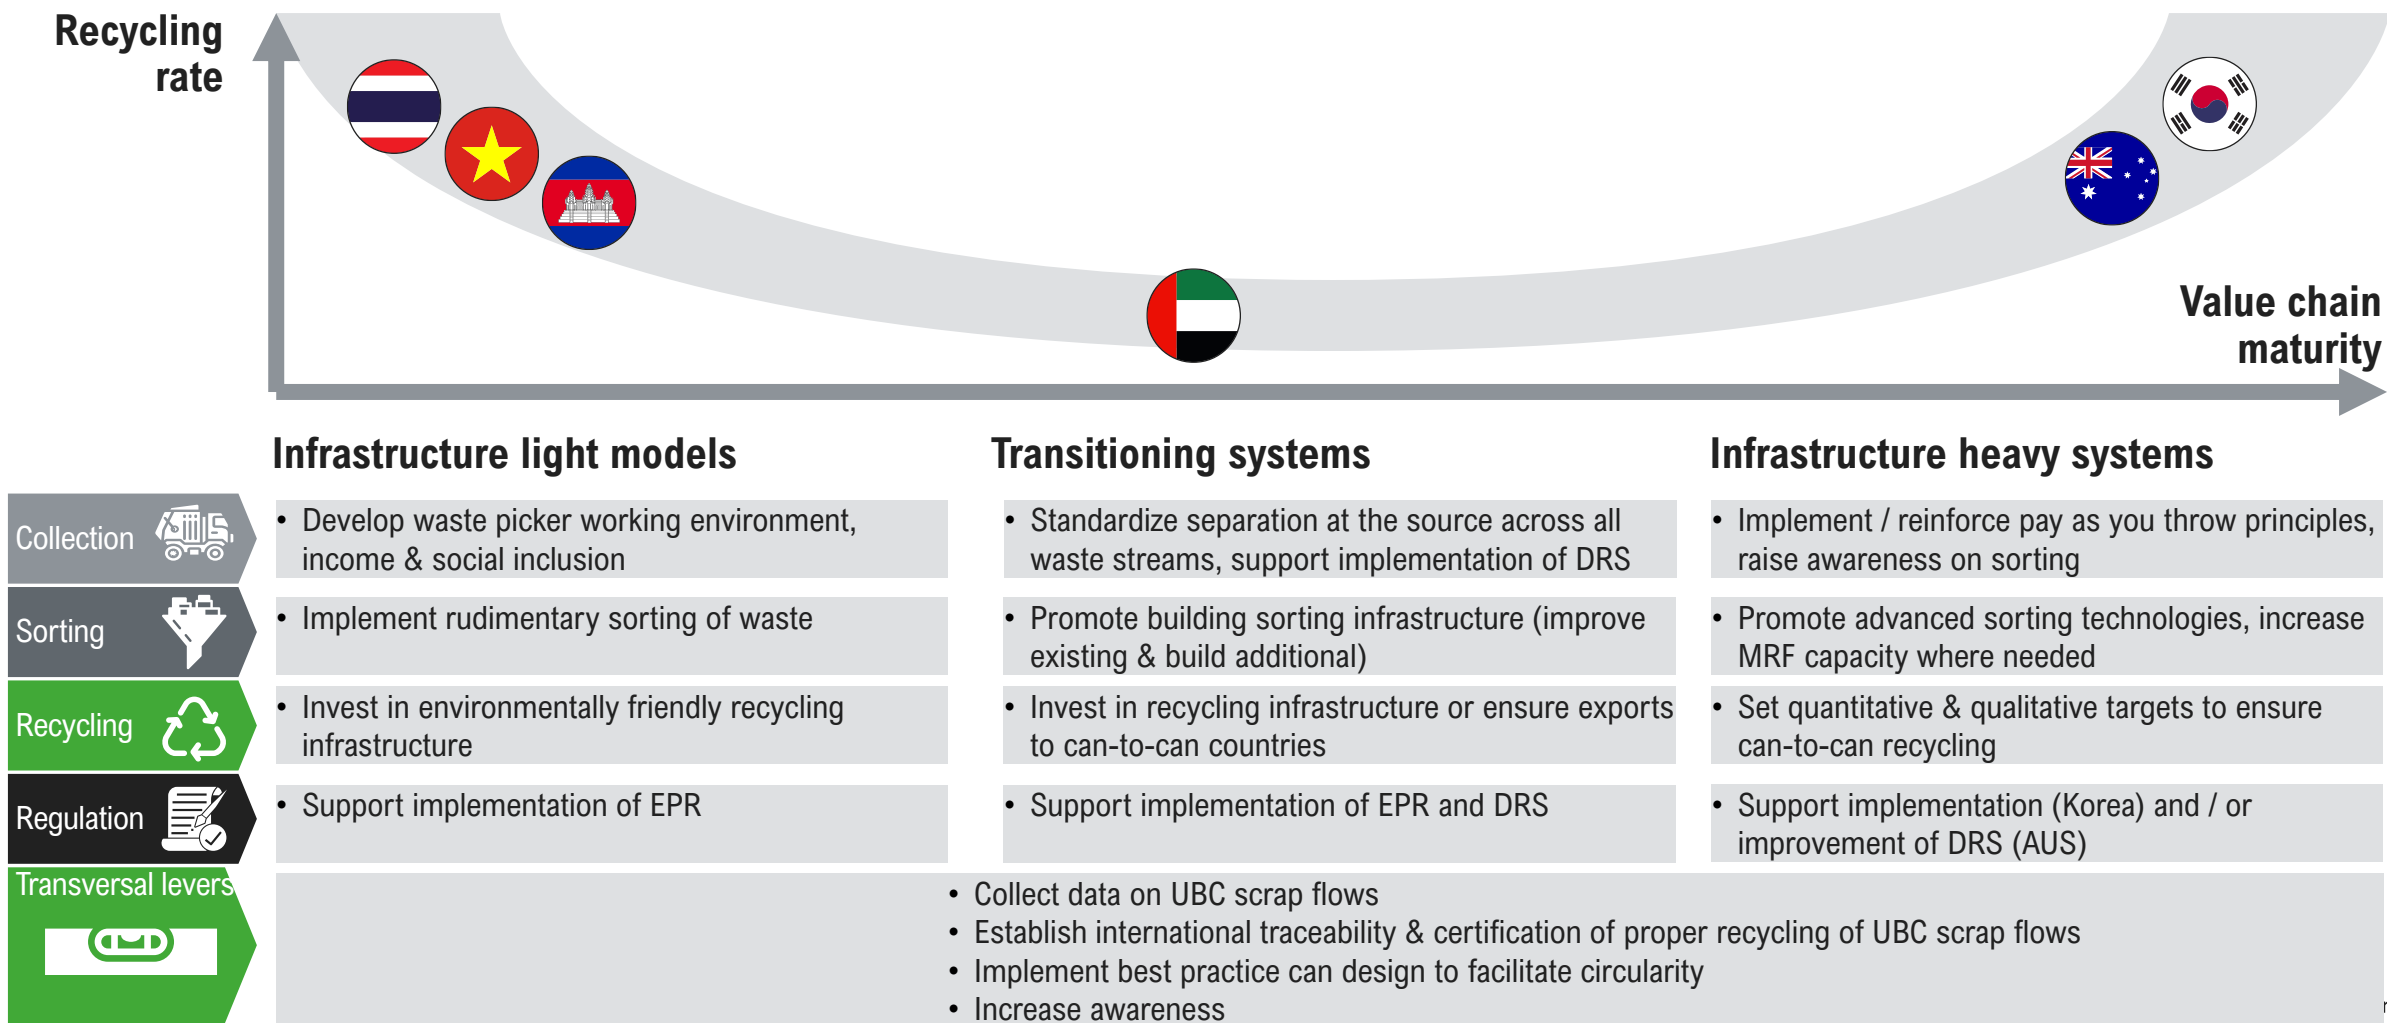 Recycling
rate
Value chain
maturity
Infrastructure light models
Transitioning systems
Infrastructure heavy systems
Collection
• Develop waste picker working environment,
income & social inclusion
• Standardize separation at the source across all
waste streams, support implementation of DRS
• Implement / reinforce pay as you throw principles,
raise awareness on sorting
Sorting
• Implement rudimentary sorting of waste
• Promote building sorting infrastructure (improve
existing & build additional)
• Promote advanced sorting technologies, increase
MRF capacity where needed
Recycling
• Invest in environmentally friendly recycling
infrastructure
• Invest in recycling infrastructure or ensure exports
to can-to-can countries
• Set quantitative & qualitative targets to ensure
can-to-can recycling
Regulation
• Support implementation of EPR
• Support implementation of EPR and DRS
• Support implementation (Korea) and / or
improvement of DRS (AUS)
Transversal levers
• Collect data on UBC scrap flows
• Establish international traceability & certification of proper recycling of UBC scrap flows
• Implement best practice can design to facilitate circularity
• Increase awareness